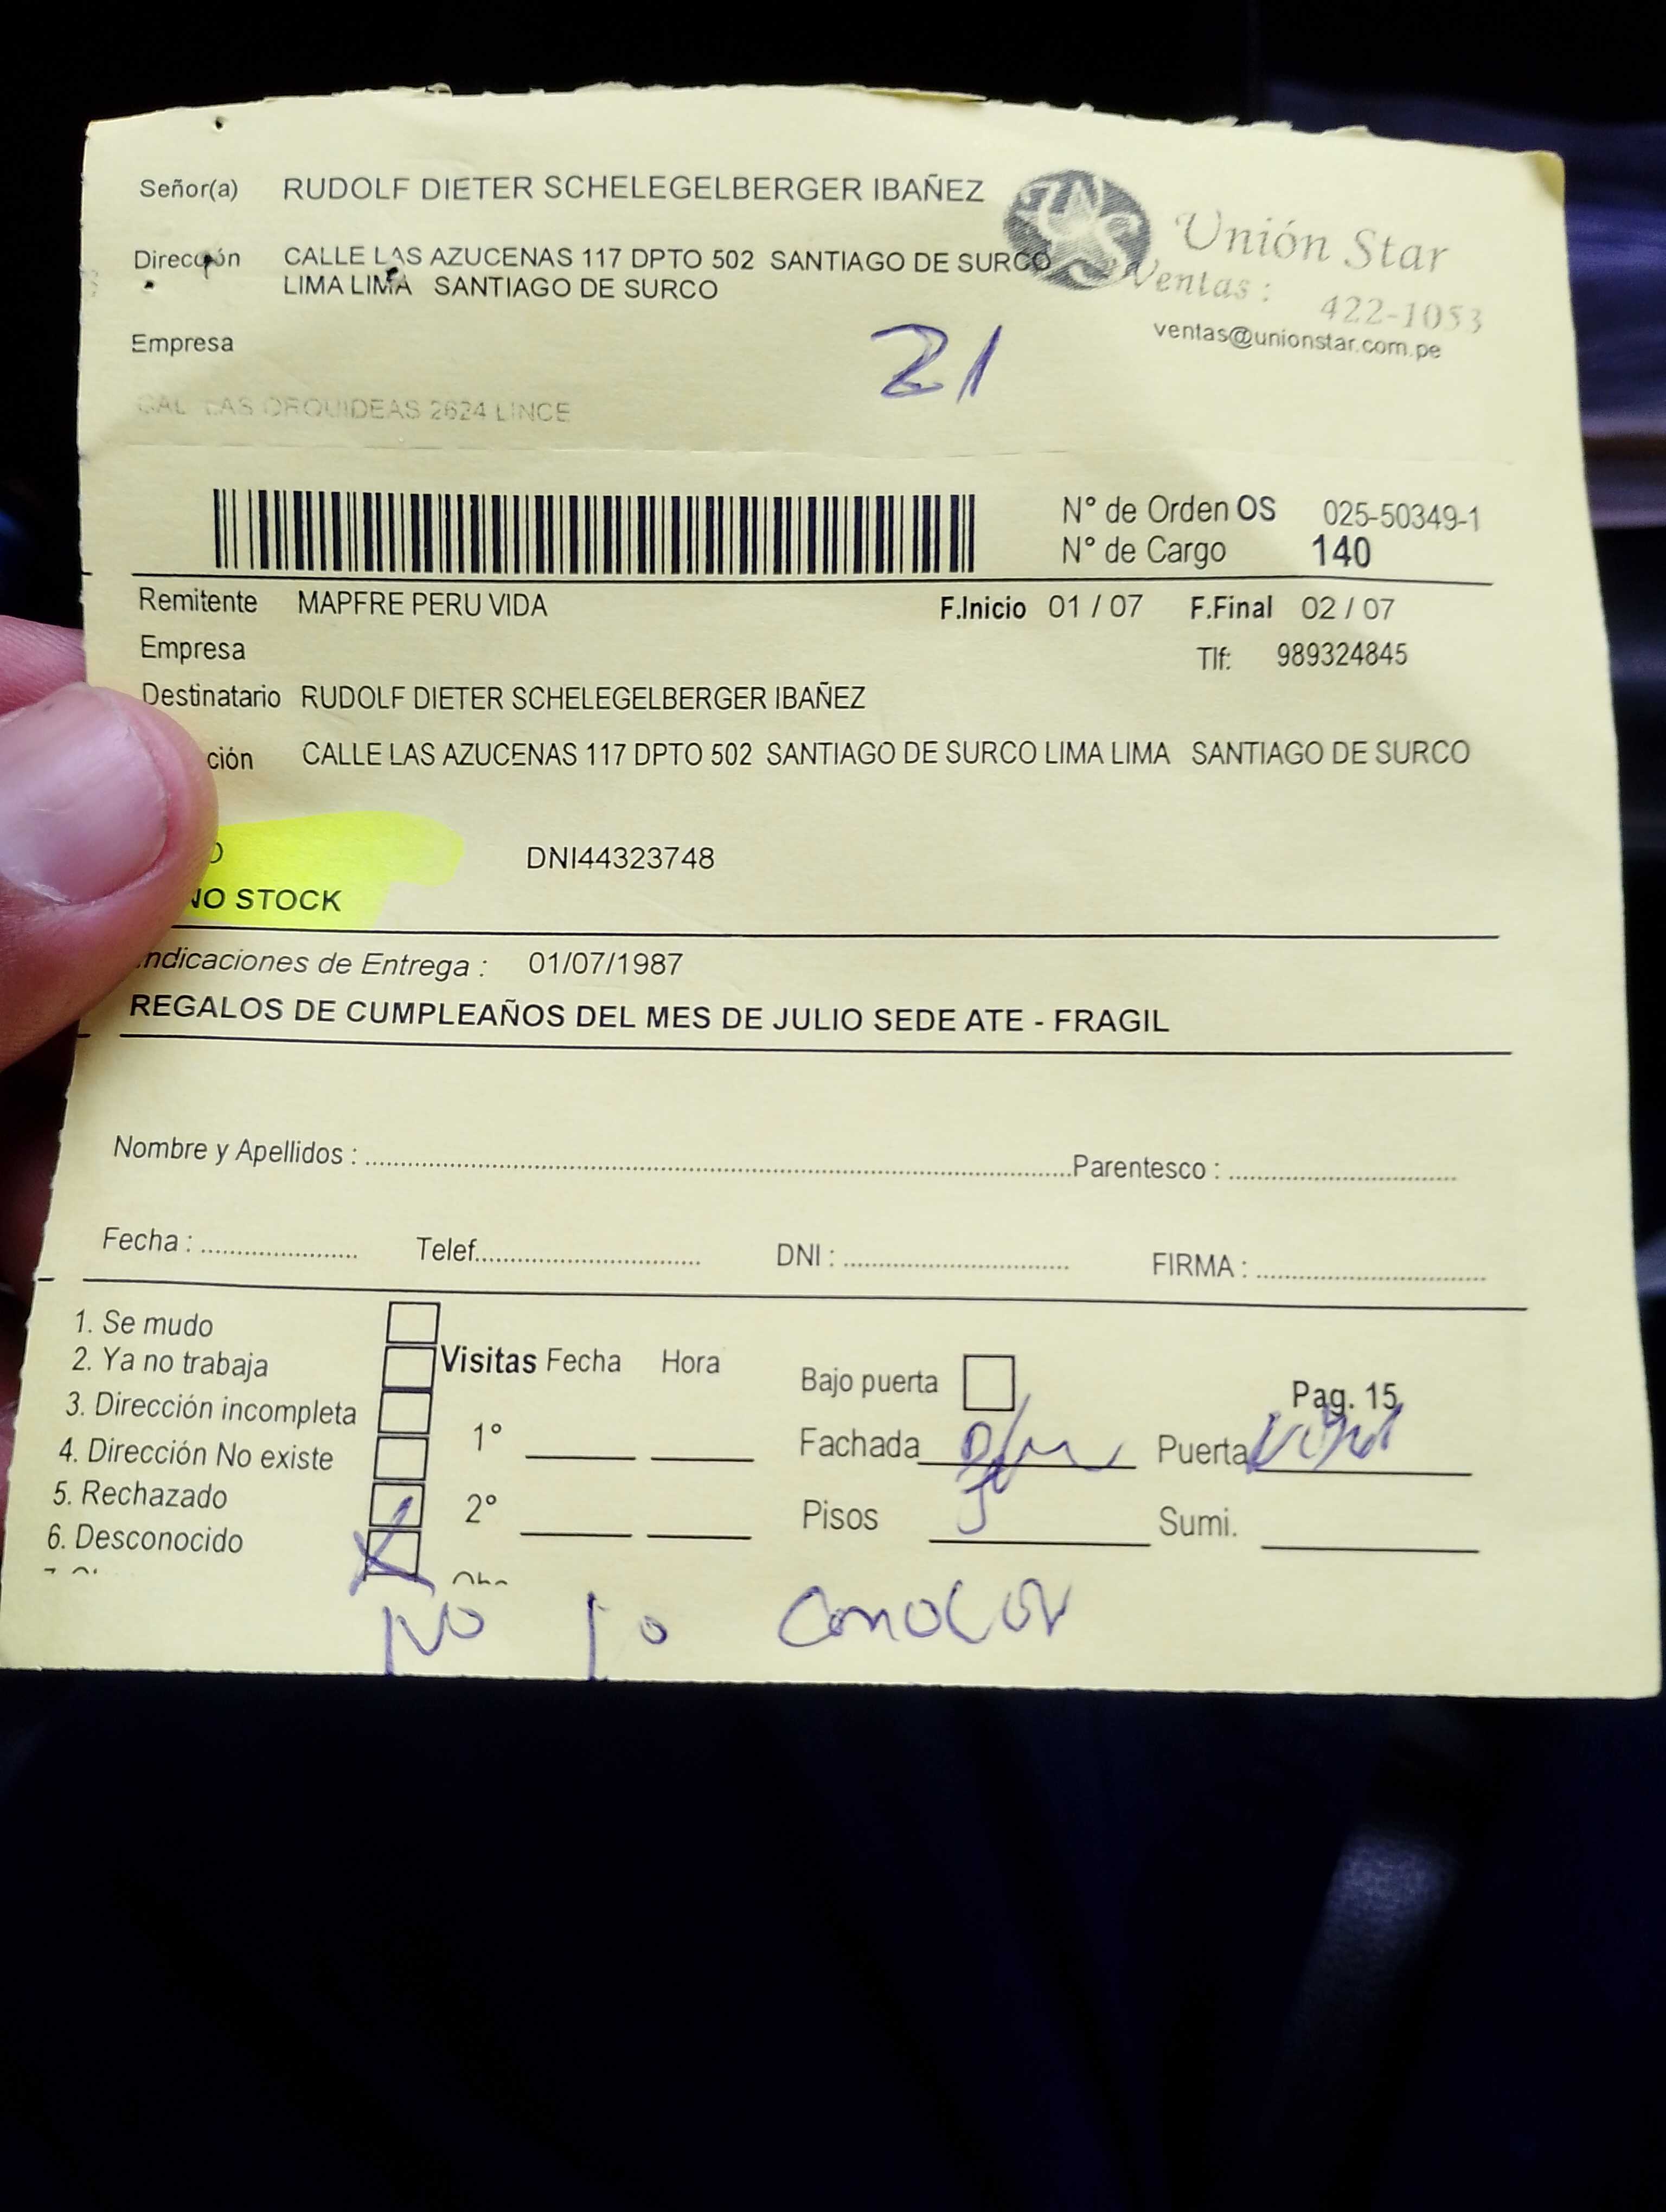 Señor(a) RUDOLF DIETER SCHELEGELBERGER IBAÑEZ
Unión Star
Dirección CALLE LAS AZUCENAS 117 DPTO 502 SANTIAGO DE SURCO
LIMA LIMA SANTIAGO DE SURCO
Ventas: 422-1053
ventas@unionstar.com.pe
Empresa
21
CAL LAS ORQUIDEAS 2624 LINCE
N° de Orden OS 025-50349-1
N° de Cargo 140
Remitente MAPFRE PERU VIDA F.Inicio 01 / 07 F.Final 02 / 07
Empresa Tlf: 989324845
Destinatario RUDOLF DIETER SCHELEGELBERGER IBAÑEZ
ción CALLE LAS AZUCENAS 117 DPTO 502 SANTIAGO DE SURCO LIMA LIMA SANTIAGO DE SURCO
DNI44323748
NO STOCK
Indicaciones de Entrega : 01/07/1987
REGALOS DE CUMPLEAÑOS DEL MES DE JULIO SEDE ATE - FRAGIL
Nombre y Apellidos : Parentesco :
Fecha : Telef. DNI : FIRMA :
1. Se mudo
2. Ya no trabaja
3. Dirección incompleta
4. Dirección No existe
5. Rechazado
6. Desconocido
Visitas Fecha Hora
1°
2°
Bajo puerta
Pag. 15
Fachada Puerta
Pisos 5 Sumi.
No lo conocen